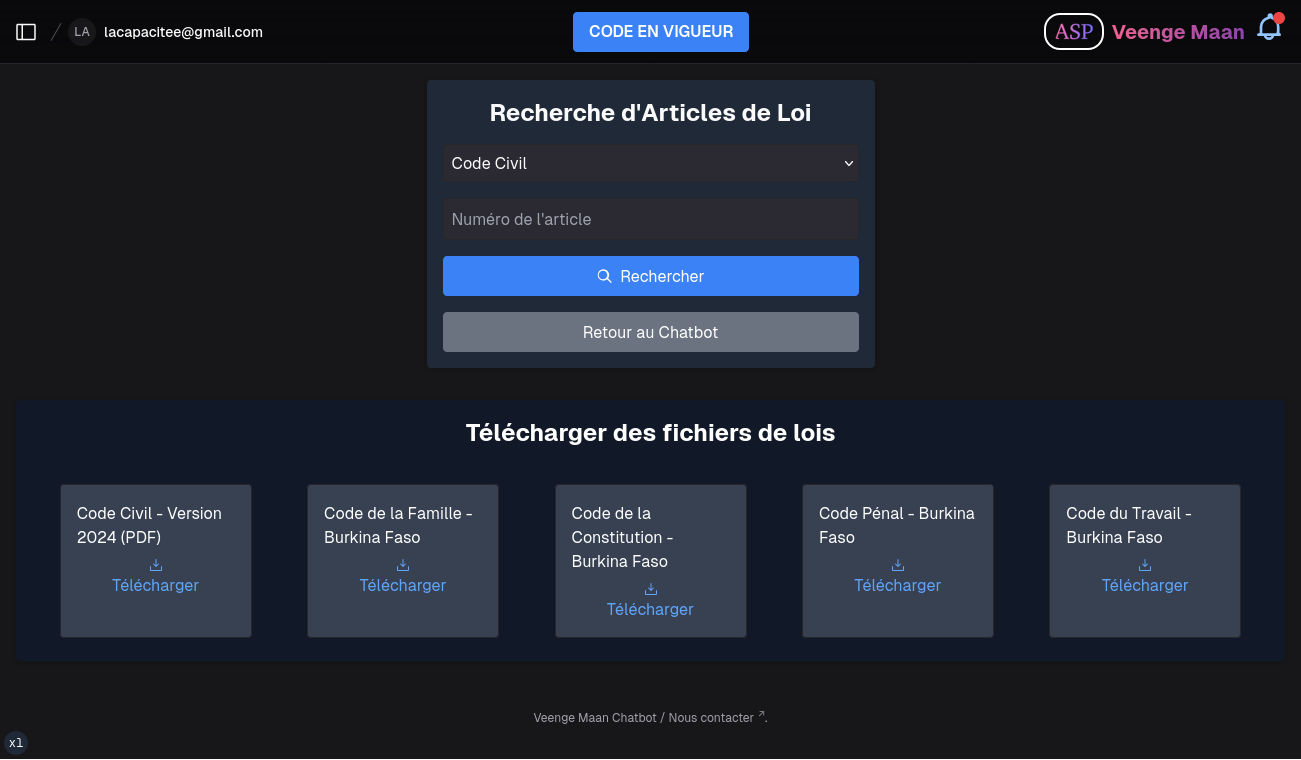 LA lacapacitee@gmail.com
CODE EN VIGUEUR
ASP Veenge Maan
Recherche d'Articles de Loi
Code Civil
Numéro de l'article
Rechercher
Retour au Chatbot
Télécharger des fichiers de lois
Code Civil - Version
2024 (PDF)
Télécharger
Code de la Famille -
Burkina Faso
Télécharger
Code de la
Constitution -
Burkina Faso
Télécharger
Code Pénal - Burkina
Faso
Télécharger
Code du Travail -
Burkina Faso
Télécharger
Veenge Maan Chatbot / Nous contacter ↗.
xl